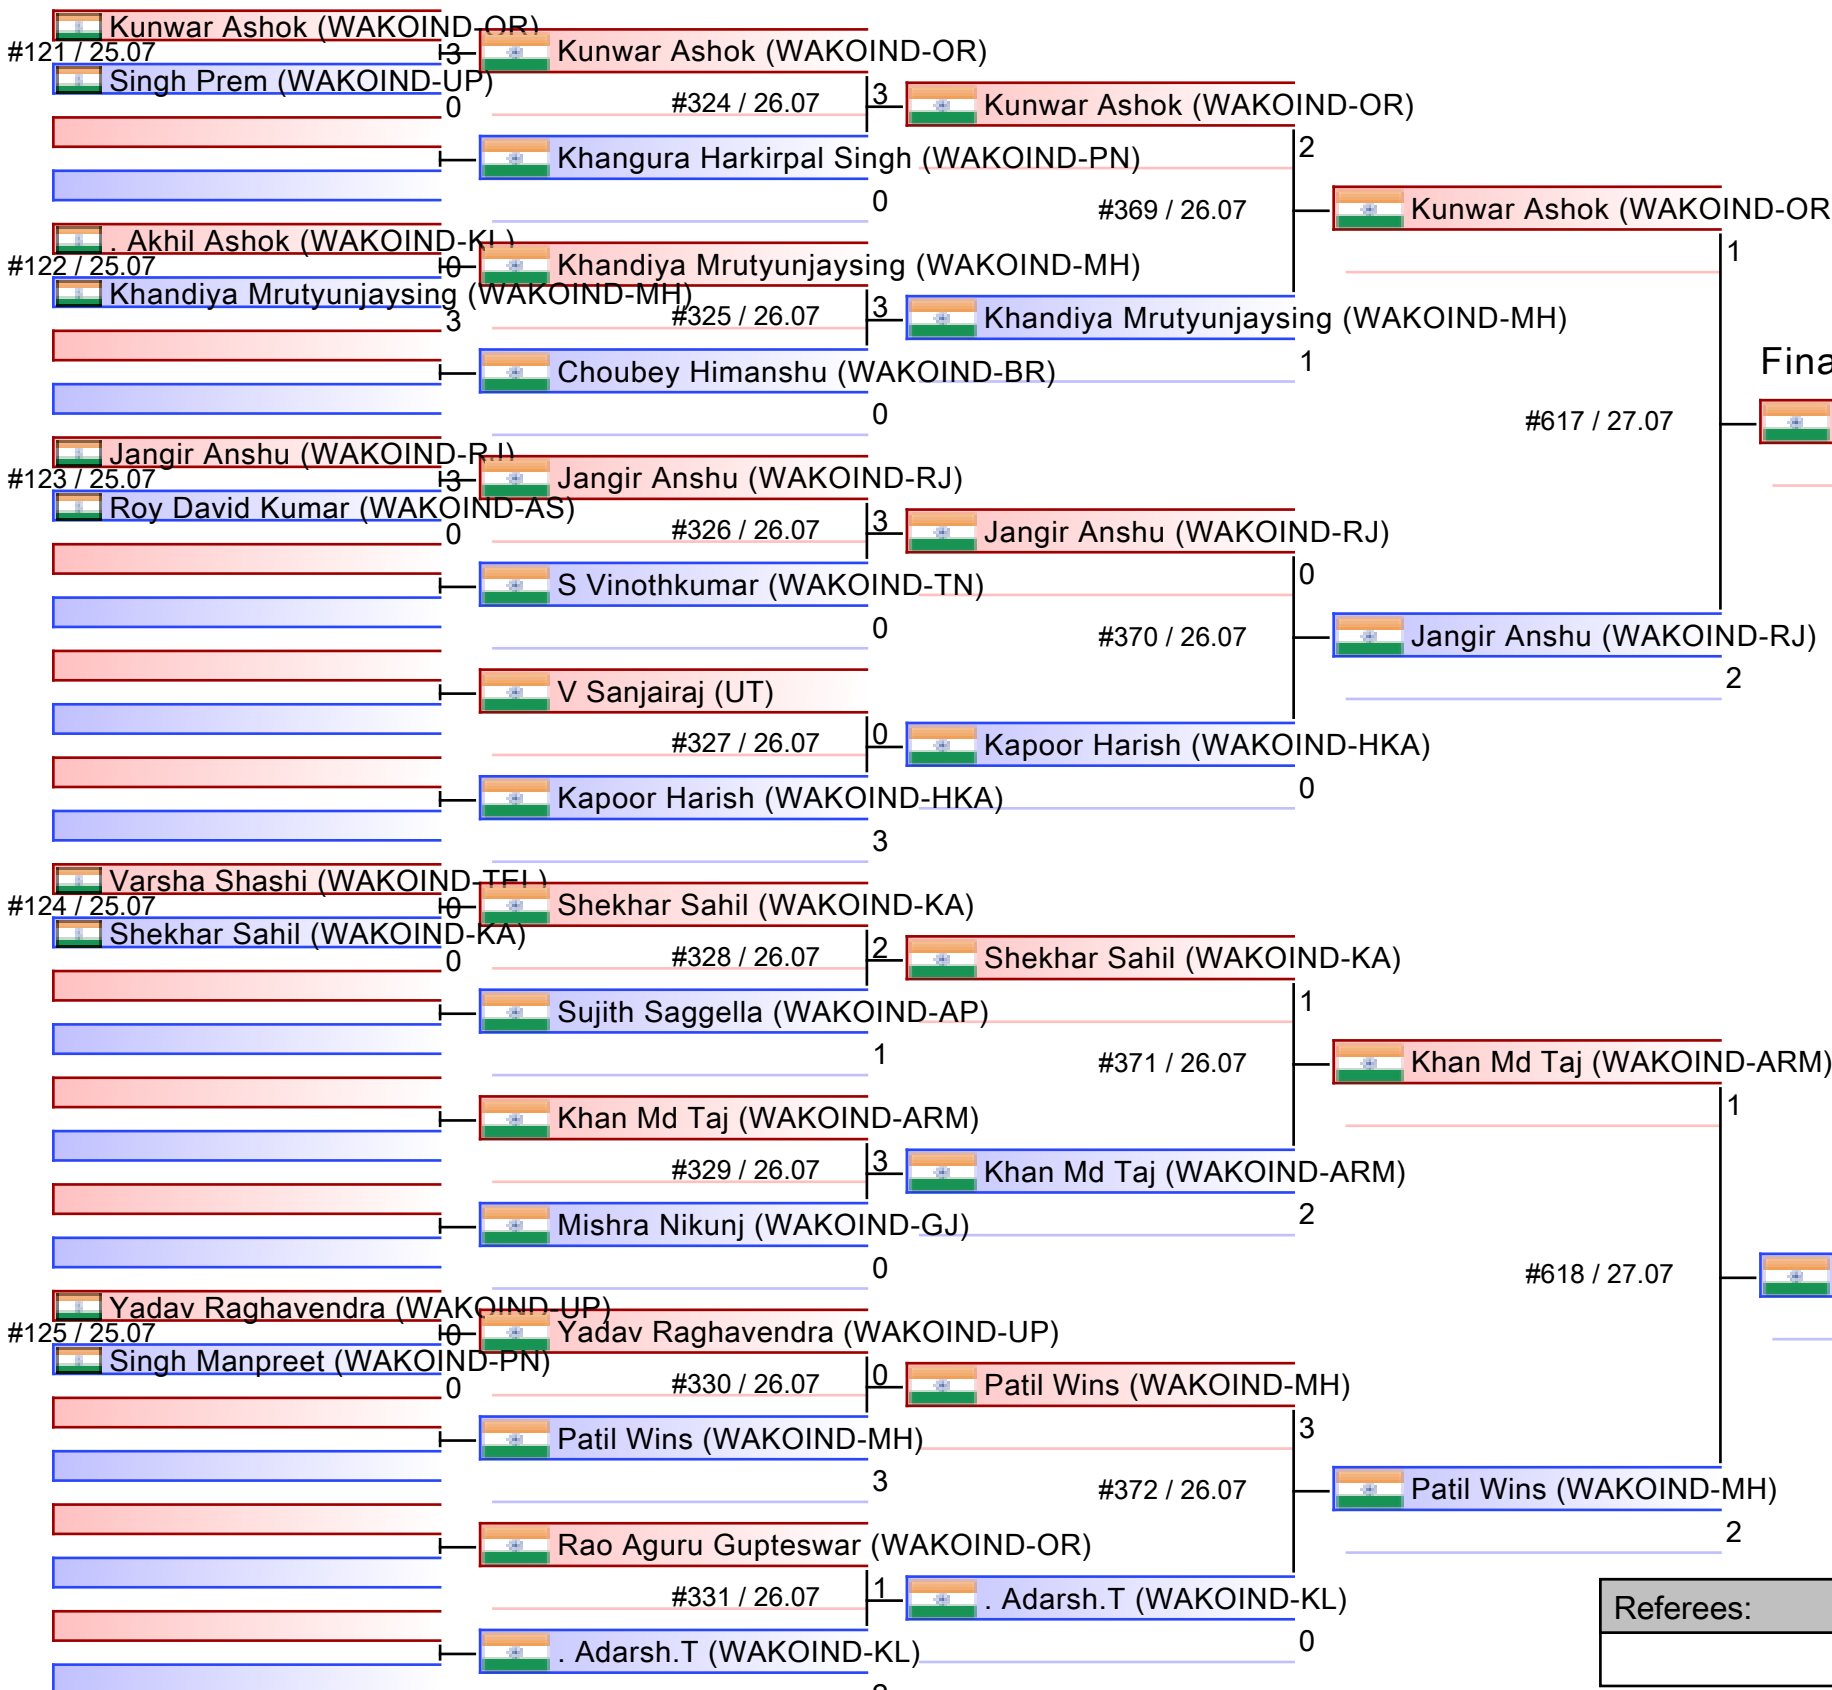 Kunwar Ashok (WAKOIND-OR)
#121 / 25.07
3
Singh Prem (WAKOIND-UP)
0
. Akhil Ashok (WAKOIND-KL)
#122 / 25.07
0
Khandiya Mrutyunjaysing (WAKOIND-MH)
3
Jangir Anshu (WAKOIND-RJ)
#123 / 25.07
3
Roy David Kumar (WAKOIND-AS)
0
Varsha Shashi (WAKOIND-TEL)
#124 / 25.07
0
Shekhar Sahil (WAKOIND-KA)
0
Yadav Raghavendra (WAKOIND-UP)
#125 / 25.07
0
Singh Manpreet (WAKOIND-PN)
0
Kunwar Ashok (WAKOIND-OR)
3
#324 / 26.07
Khangura Harkirpal Singh (WAKOIND-PN)
0
Khandiya Mrutyunjaysing (WAKOIND-MH)
3
#325 / 26.07
Choubey Himanshu (WAKOIND-BR)
0
Jangir Anshu (WAKOIND-RJ)
3
#326 / 26.07
S Vinothkumar (WAKOIND-TN)
0
V Sanjairaj (UT)
0
#327 / 26.07
Kapoor Harish (WAKOIND-HKA)
3
Shekhar Sahil (WAKOIND-KA)
2
#328 / 26.07
Sujith Saggella (WAKOIND-AP)
1
Khan Md Taj (WAKOIND-ARM)
3
#329 / 26.07
Mishra Nikunj (WAKOIND-GJ)
0
Yadav Raghavendra (WAKOIND-UP)
0
#330 / 26.07
Patil Wins (WAKOIND-MH)
3
Rao Aguru Gupteswar (WAKOIND-OR)
1
#331 / 26.07
. Adarsh.T (WAKOIND-KL)
Kunwar Ashok (WAKOIND-OR)
2
#369 / 26.07
Khandiya Mrutyunjaysing (WAKOIND-MH)
1
Jangir Anshu (WAKOIND-RJ)
0
#370 / 26.07
Kapoor Harish (WAKOIND-HKA)
0
Shekhar Sahil (WAKOIND-KA)
1
#371 / 26.07
Khan Md Taj (WAKOIND-ARM)
2
Patil Wins (WAKOIND-MH)
3
#372 / 26.07
. Adarsh.T (WAKOIND-KL)
0
Kunwar Ashok (WAKOIND-OR
1
#617 / 27.07
Jangir Anshu (WAKOIND-RJ)
2
Khan Md Taj (WAKOIND-ARM)
1
#618 / 27.07
Patil Wins (WAKOIND-MH)
2
Fina
Referees: